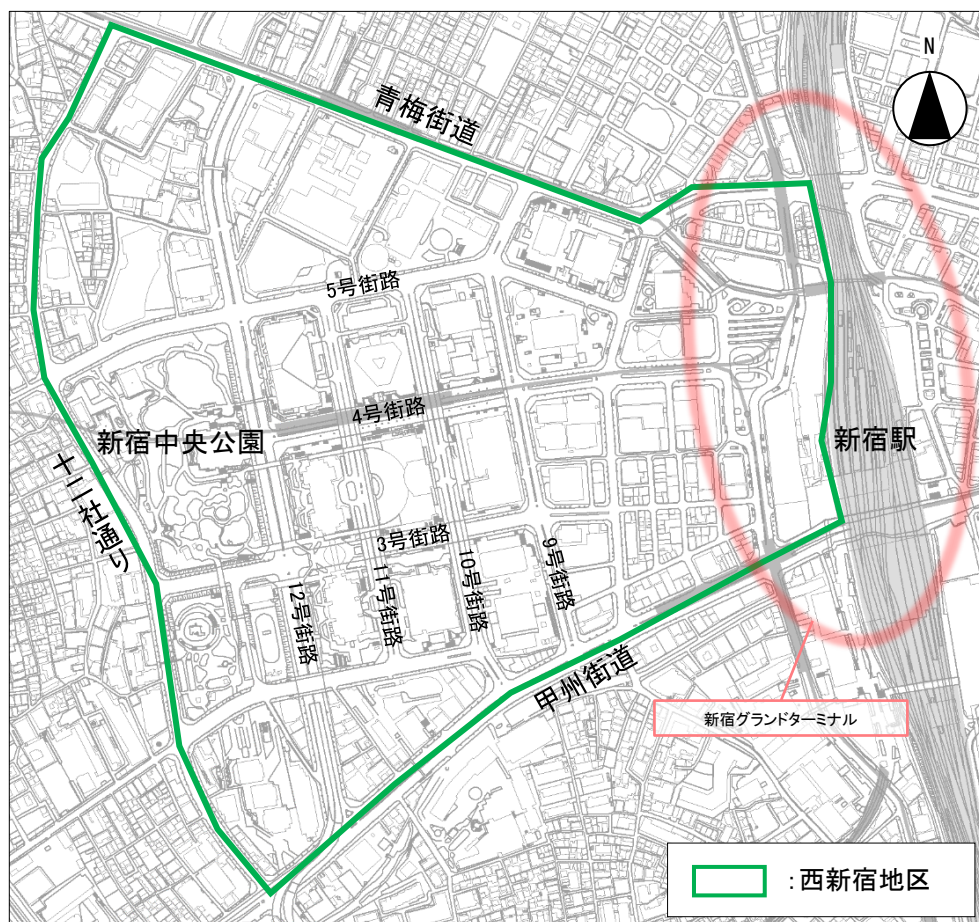 N
青梅街道
5号街路
4号街路
新宿中央公園
新宿駅
十二社通り
3号街路
9号街路
10号街路
11号街路
12号街路
甲州街道
新宿グランドターミナル
:西新宿地区